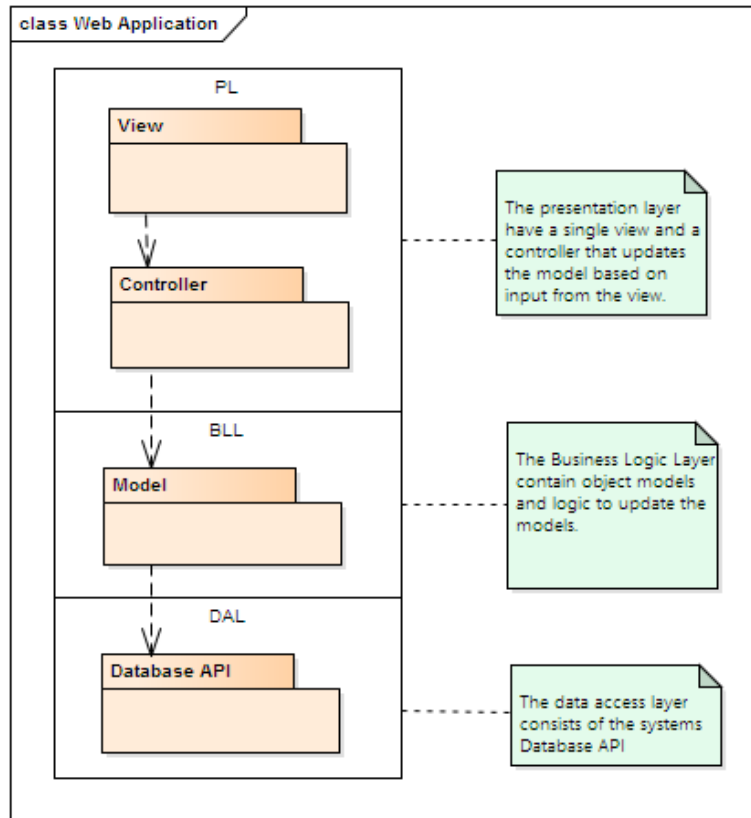 class Web Application
PL
View
The presentation layer
have a single view and a
controller that updates
the model based on
input from the view.
Controller
BLL
Model
The Business Logic Layer
contain object models
and logic to update the
models.
DAL
Database API
The data access layer
consists of the systems
Database API